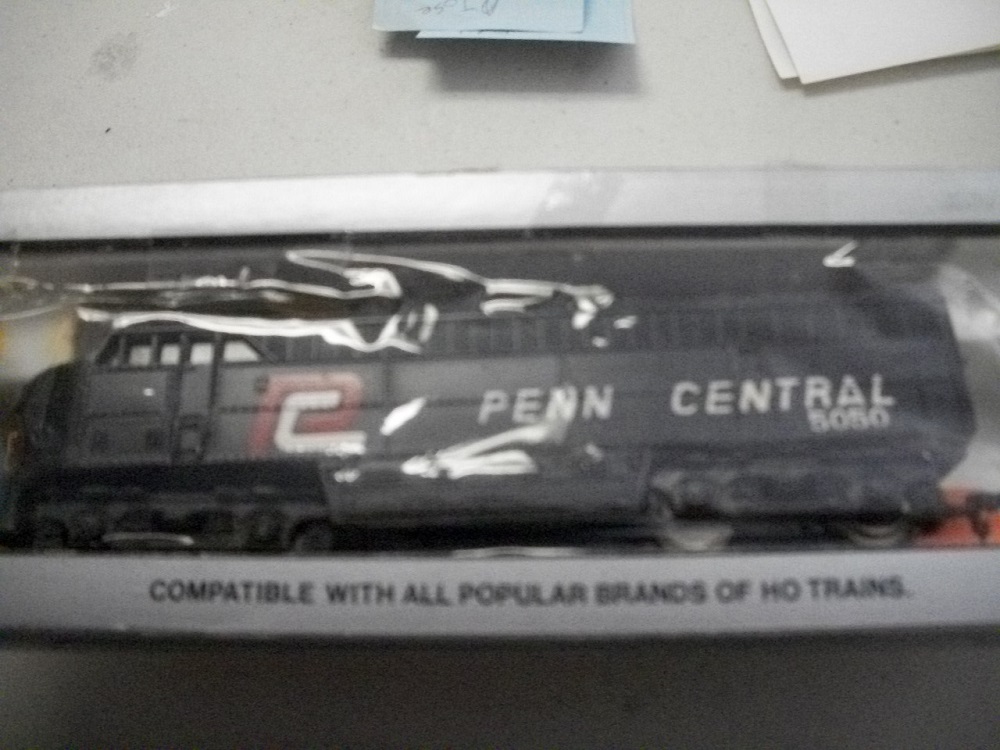 PENN CENTRAL
5050
COMPATIBLE WITH ALL POPULAR BRANDS OF HO TRAINS.